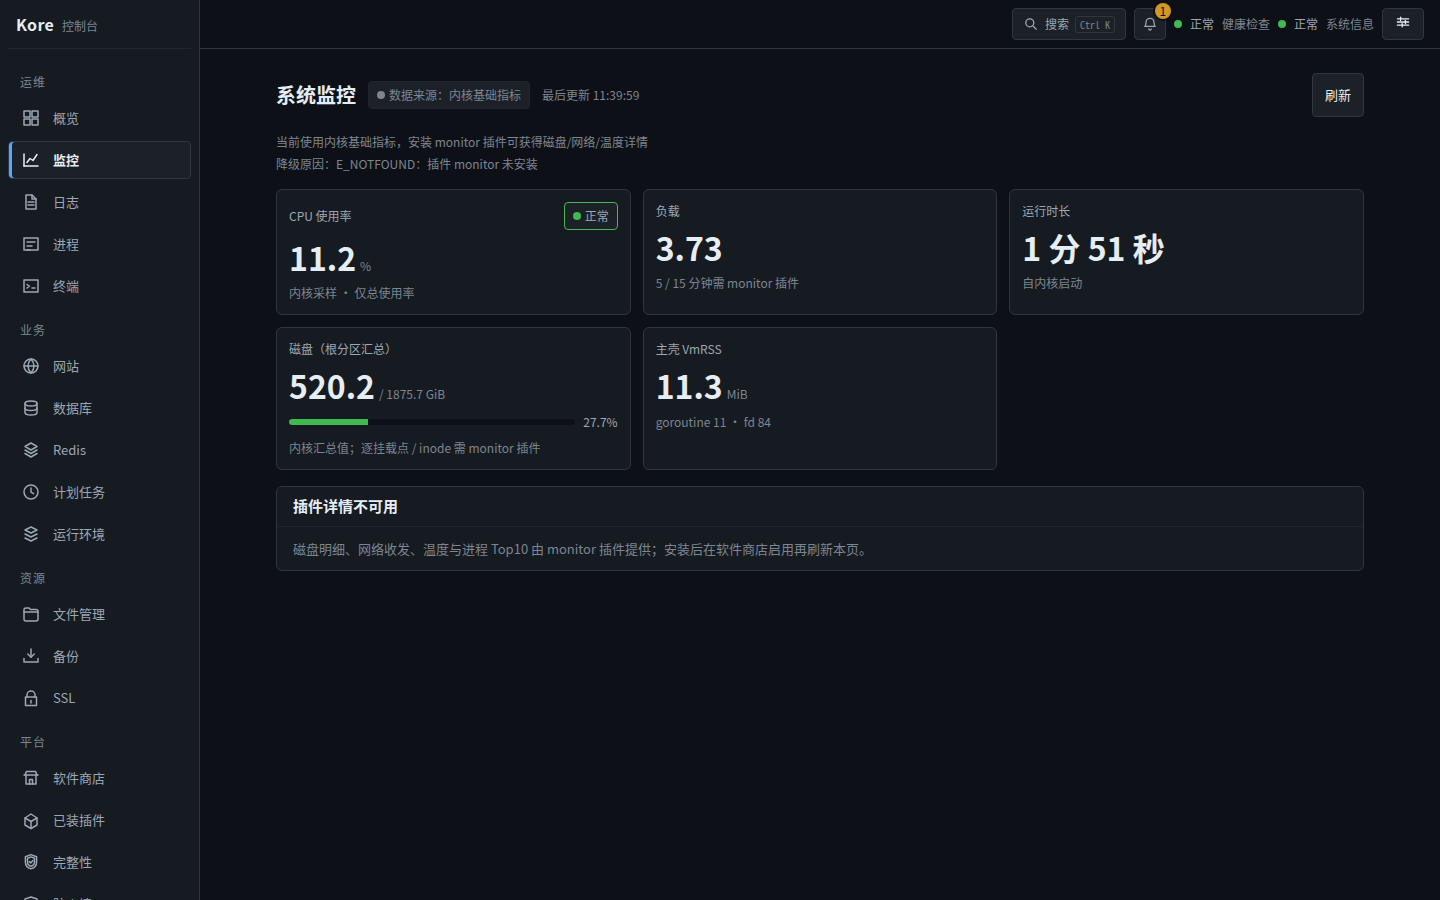 Kore 控制台
搜索 Ctrl K
1
正常 健康检查
正常 系统信息
运维
概览
监控
日志
进程
终端
业务
网站
数据库
Redis
计划任务
运行环境
资源
文件管理
备份
SSL
平台
软件商店
已装插件
完整性
系统监控
数据来源：内核基础指标
最后更新 11:39:59
刷新
当前使用内核基础指标，安装 monitor 插件可获得磁盘/网络/温度详情
降级原因：E_NOTFOUND：插件 monitor 未安装
CPU 使用率
正常
11.2 %
内核采样 · 仅总使用率
负载
3.73
5 / 15 分钟需 monitor 插件
运行时长
1 分 51 秒
自内核启动
磁盘（根分区汇总）
520.2 / 1875.7 GiB
27.7%
内核汇总值；逐挂载点 / inode 需 monitor 插件
主壳 VmRSS
11.3 MiB
goroutine 11 · fd 84
插件详情不可用
磁盘明细、网络收发、温度与进程 Top10 由 monitor 插件提供；安装后在软件商店启用再刷新本页。